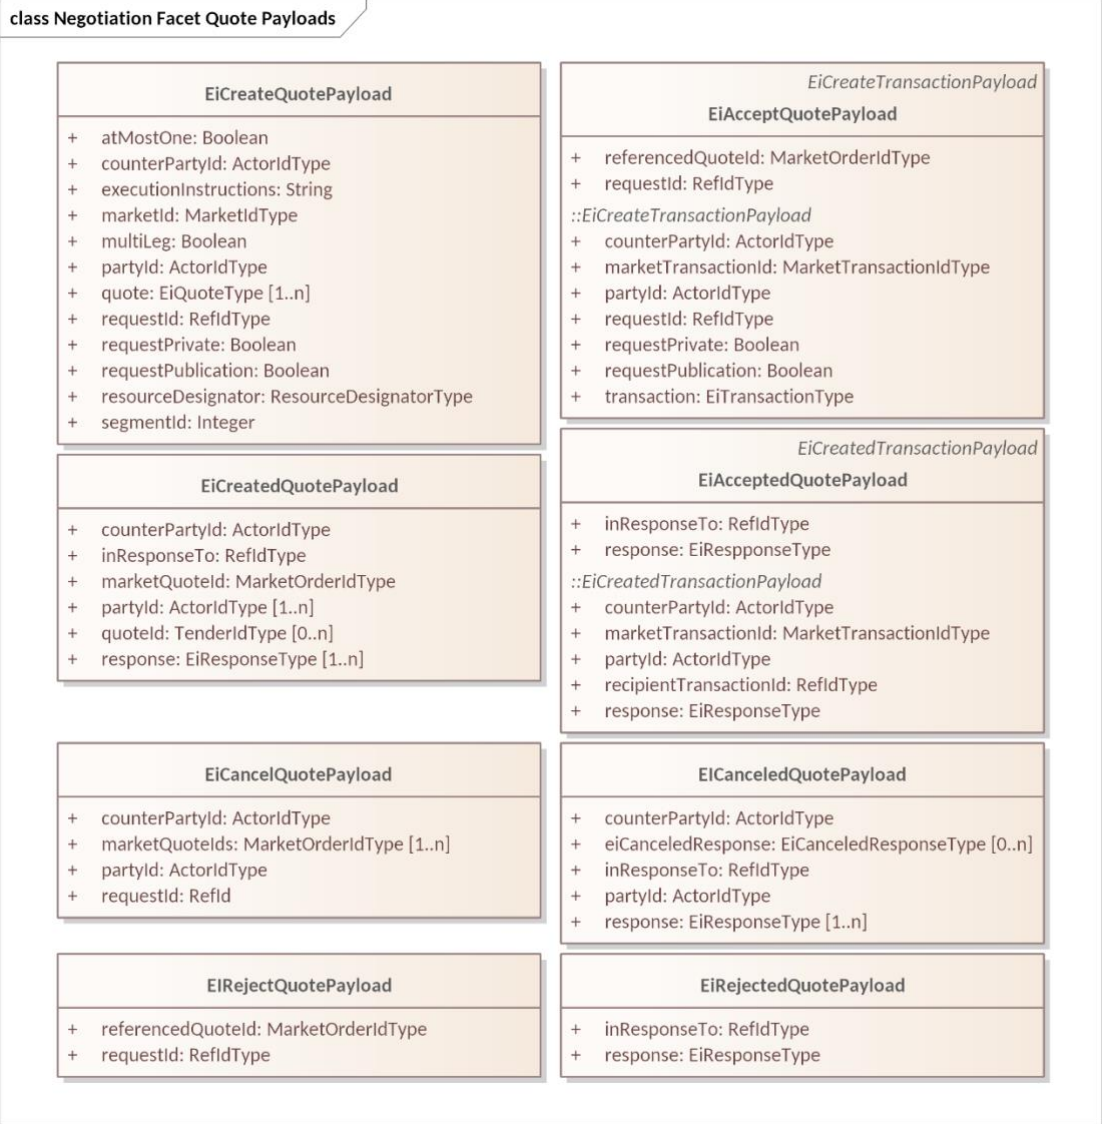 class Negotiation Facet Quote Payloads
EiCreateQuotePayload
+ atMostOne: Boolean
+ counterPartyId: ActorIdType
+ executionInstructions: String
+ marketId: MarketIdType
+ multiLeg: Boolean
+ partyId: ActorIdType
+ quote: EiQuoteType [1..n]
+ requestId: RefIdType
+ requestPrivate: Boolean
+ requestPublication: Boolean
+ resourceDesignator: ResourceDesignatorType
+ segmentId: Integer
EiCreateTransactionPayload
EiAcceptQuotePayload
+ referencedQuoteId: MarketOrderIdType
+ requestId: RefIdType
::EiCreateTransactionPayload
+ counterPartyId: ActorIdType
+ marketTransactionId: MarketTransactionIdType
+ partyId: ActorIdType
+ requestId: RefIdType
+ requestPrivate: Boolean
+ requestPublication: Boolean
+ transaction: EiTransactionType
EiCreatedQuotePayload
+ counterPartyId: ActorIdType
+ inResponseTo: RefIdType
+ marketQuoteId: MarketOrderIdType
+ partyId: ActorIdType [1..n]
+ quoteId: TenderIdType [0..n]
+ response: EiResponseType [1..n]
EiCreatedTransactionPayload
EiAcceptedQuotePayload
+ inResponseTo: RefIdType
+ response: EiRespponseType
::EiCreatedTransactionPayload
+ counterPartyId: ActorIdType
+ marketTransactionId: MarketTransactionIdType
+ partyId: ActorIdType
+ recipientTransactionId: RefIdType
+ response: EiResponseType
EiCancelQuotePayload
+ counterPartyId: ActorIdType
+ marketQuoteIds: MarketOrderIdType [1..n]
+ partyId: ActorIdType
+ requestId: RefId
EICanceledQuotePayload
+ counterPartyId: ActorIdType
+ eiCanceledResponse: EiCanceledResponseType [0..n]
+ inResponseTo: RefIdType
+ partyId: ActorIdType
+ response: EiResponseType [1..n]
EIRejectQuotePayload
+ referencedQuoteId: MarketOrderIdType
+ requestId: RefIdType
EiRejectedQuotePayload
+ inResponseTo: RefIdType
+ response: EiResponseType